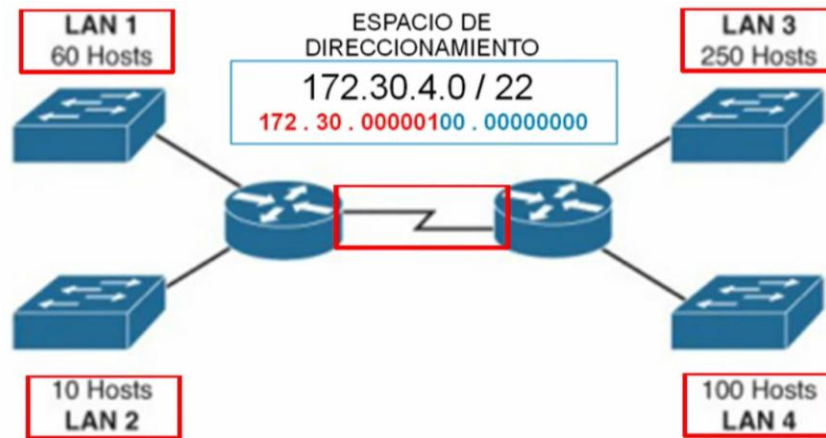 LAN 1
60 Hosts
ESPACIO DE
DIRECCIONAMIENTO
172.30.4.0 / 22
172 . 30 . 00000100 . 00000000
LAN 3
250 Hosts
10 Hosts
LAN 2
100 Hosts
LAN 4